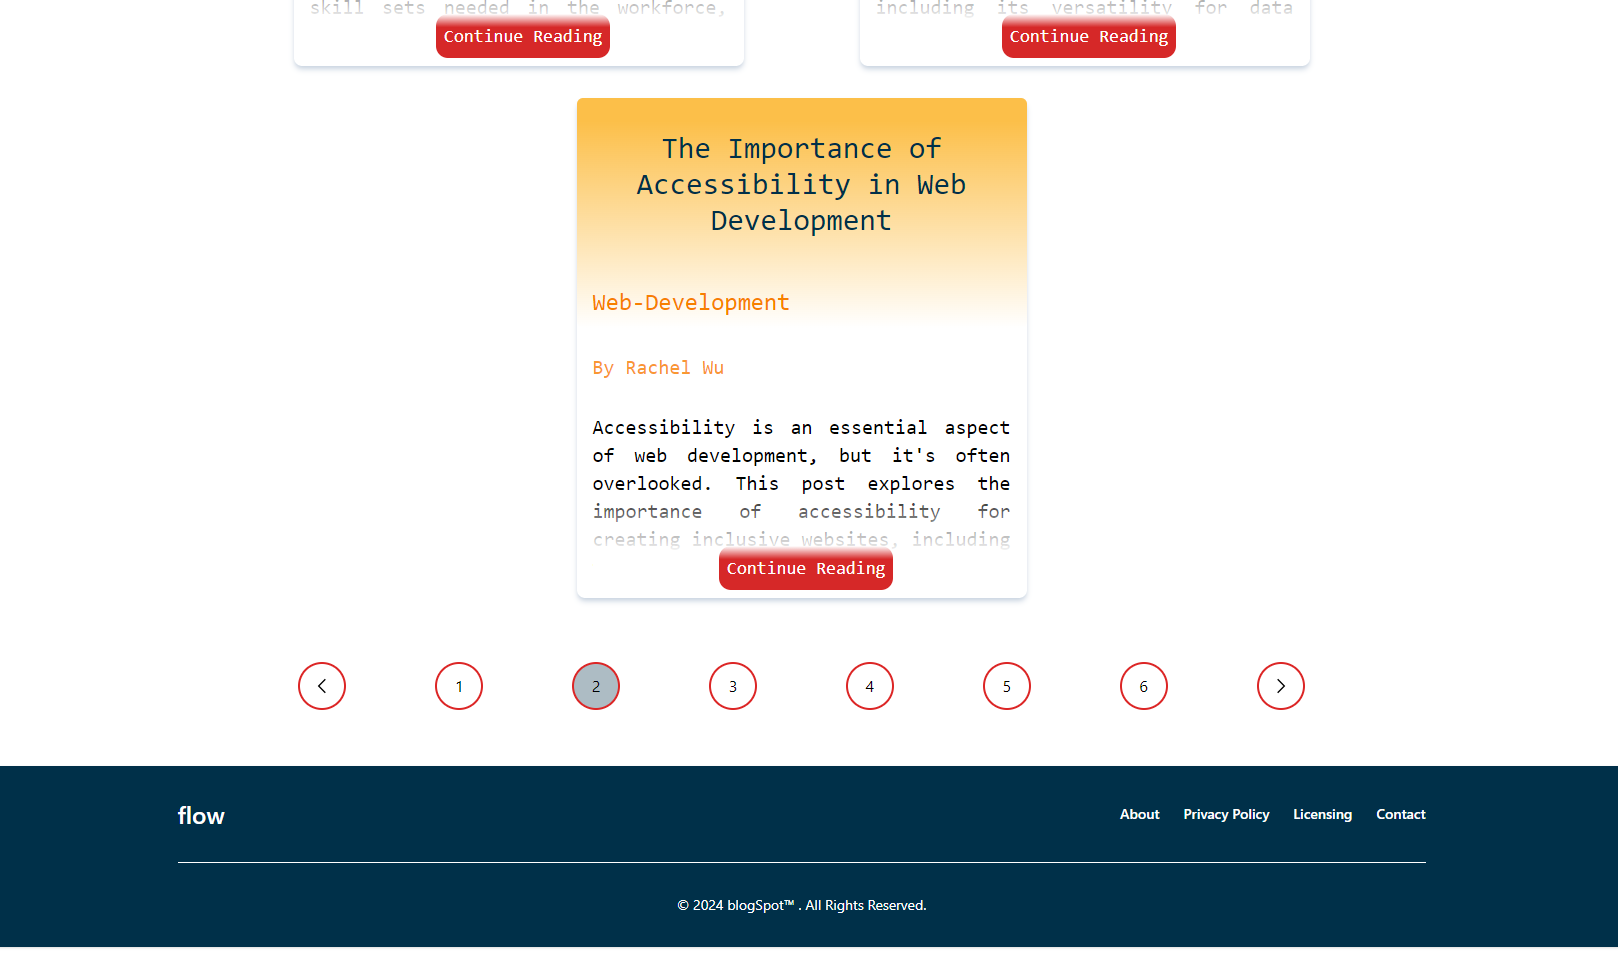 skill sets needed in the workforce,
Continue Reading
including its versatility for data
Continue Reading
The Importance of
Accessibility in Web
Development
Web-Development
By Rachel Wu
Accessibility is an essential aspect
of web development, but it's often
overlooked. This post explores the
importance of accessibility for
creating inclusive websites, including
Continue Reading
1 2 3 4 5 6
flow
About Privacy Policy Licensing Contact
© 2024 blogSpot™ . All Rights Reserved.